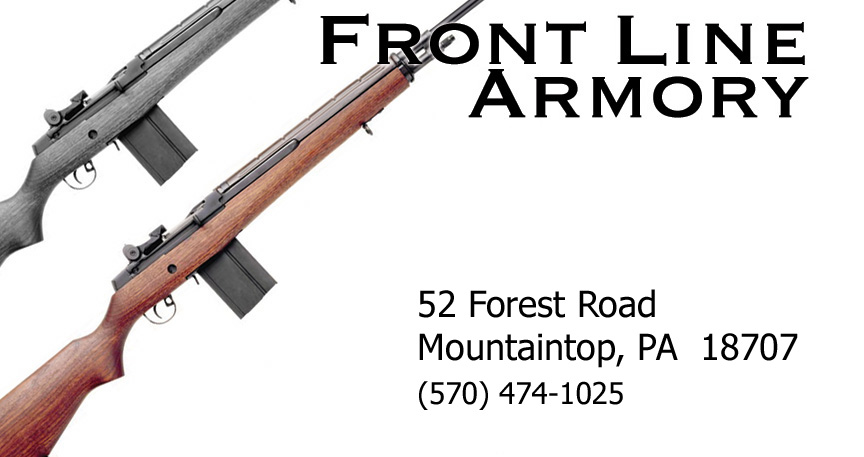 FRONT LINE
ARMORY
52 Forest Road
Mountaintop, PA  18707
(570) 474-1025